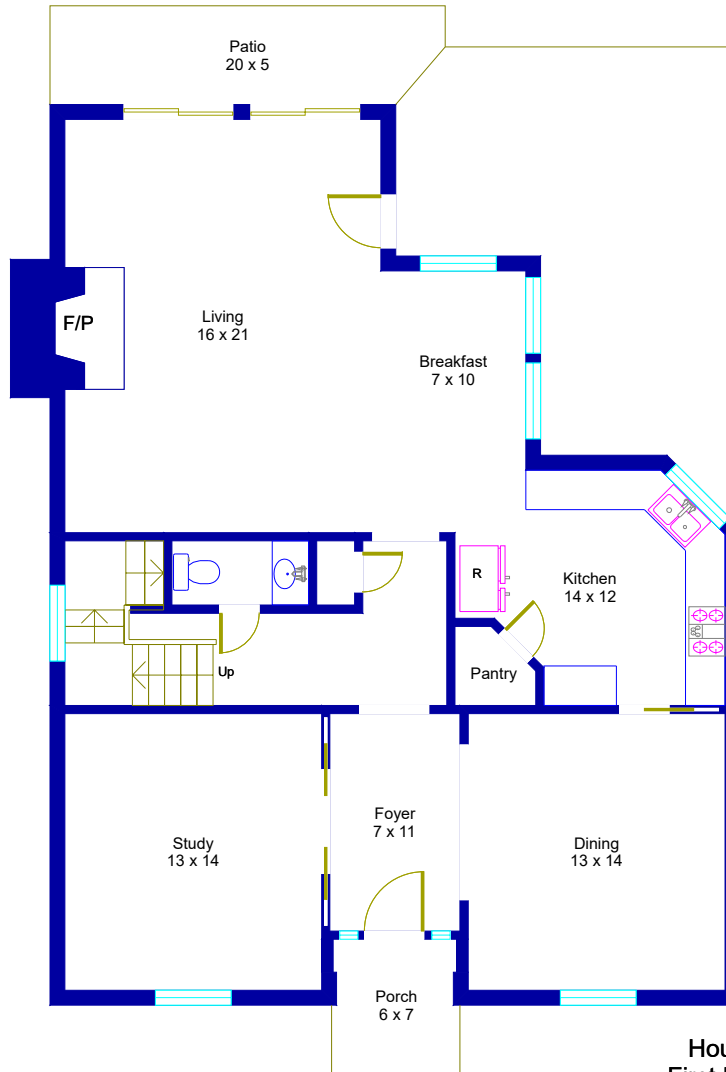 Patio
20 x 5
F/P
Living
16 x 21
Breakfast
7 x 10
R
Kitchen
14 x 12
Up
Pantry
Study
13 x 14
Foyer
7 x 11
Dining
13 x 14
Porch
6 x 7